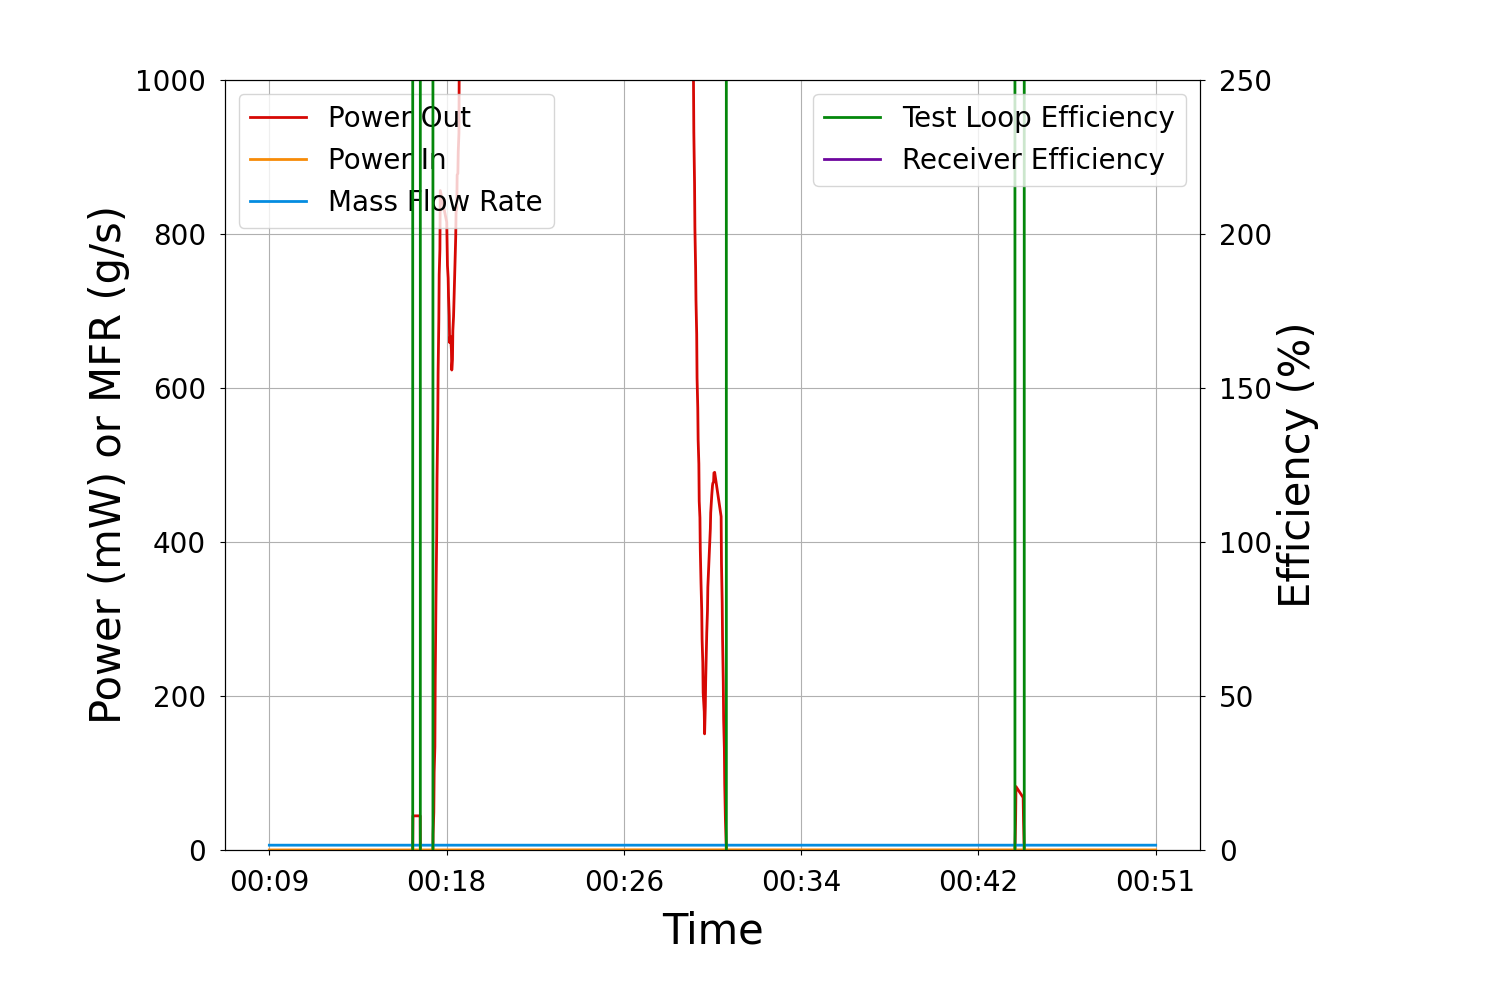 Power Out
Power In
Mass Flow Rate
Test Loop Efficiency
Receiver Efficiency
Power (mW) or MFR (g/s)
1000
800
600
400
200
0
Efficiency (%)
250
200
150
100
50
0
00:09 00:18 00:26 00:34 00:42 00:51
Time